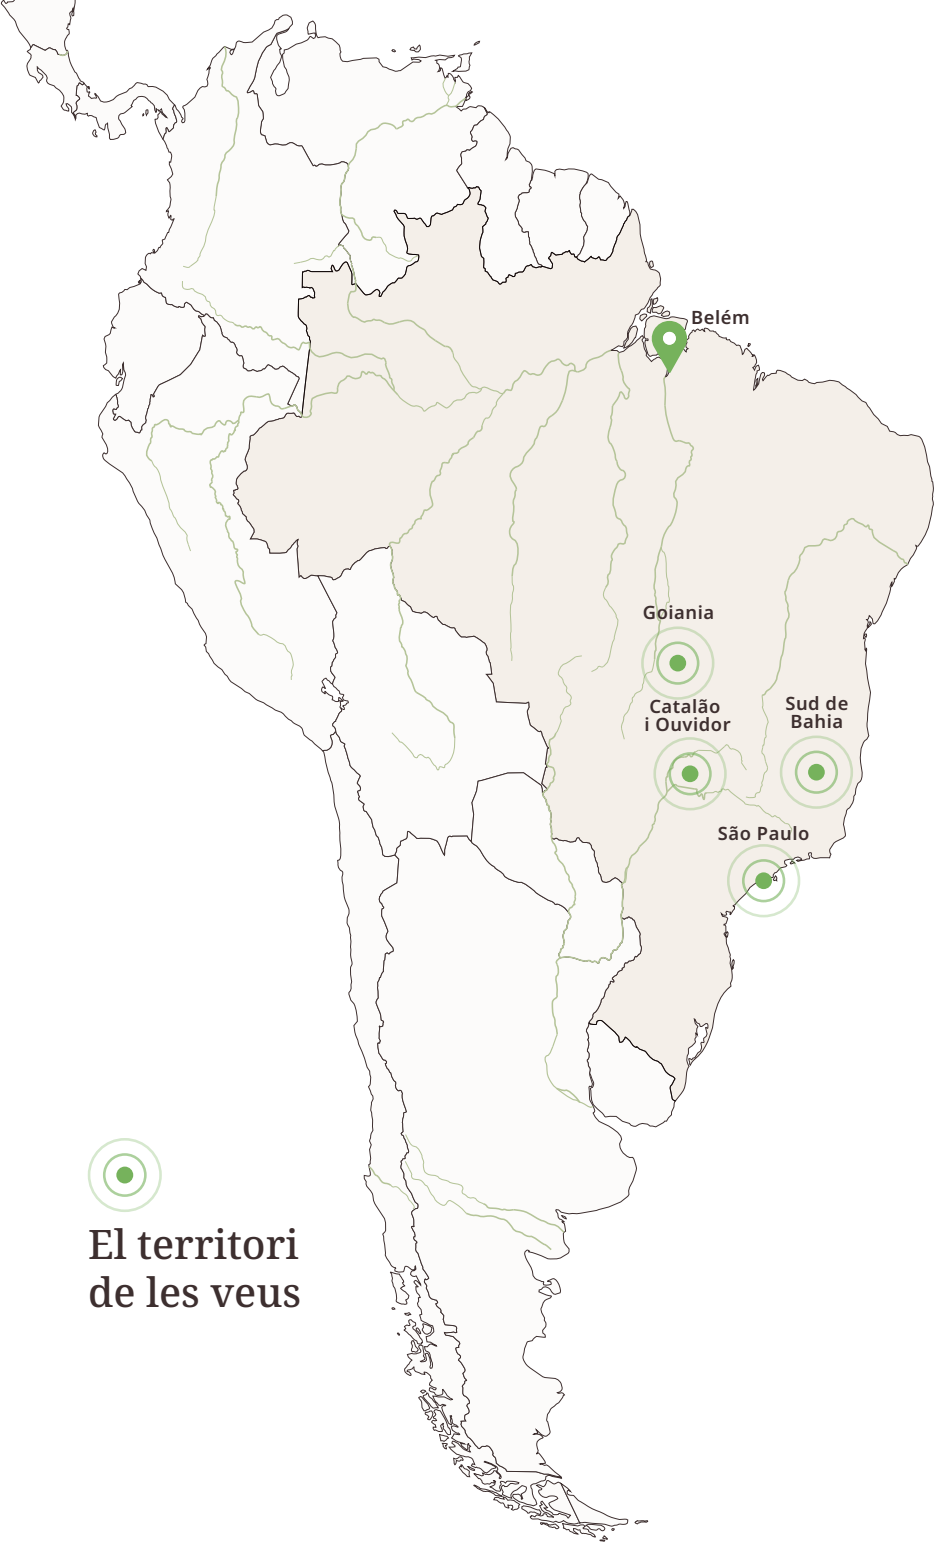 Belém
Goiania
Catalão
i Ouvidor
Sud de
Bahia
São Paulo
El territori
de les veus